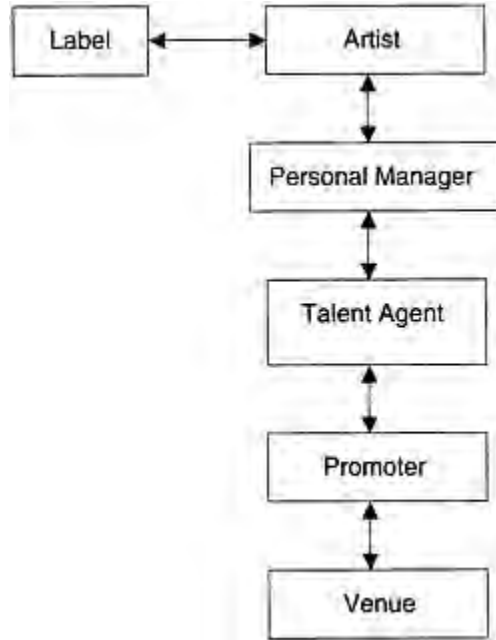 Label
Artist
Personal Manager
Talent Agent
Promoter
Venue